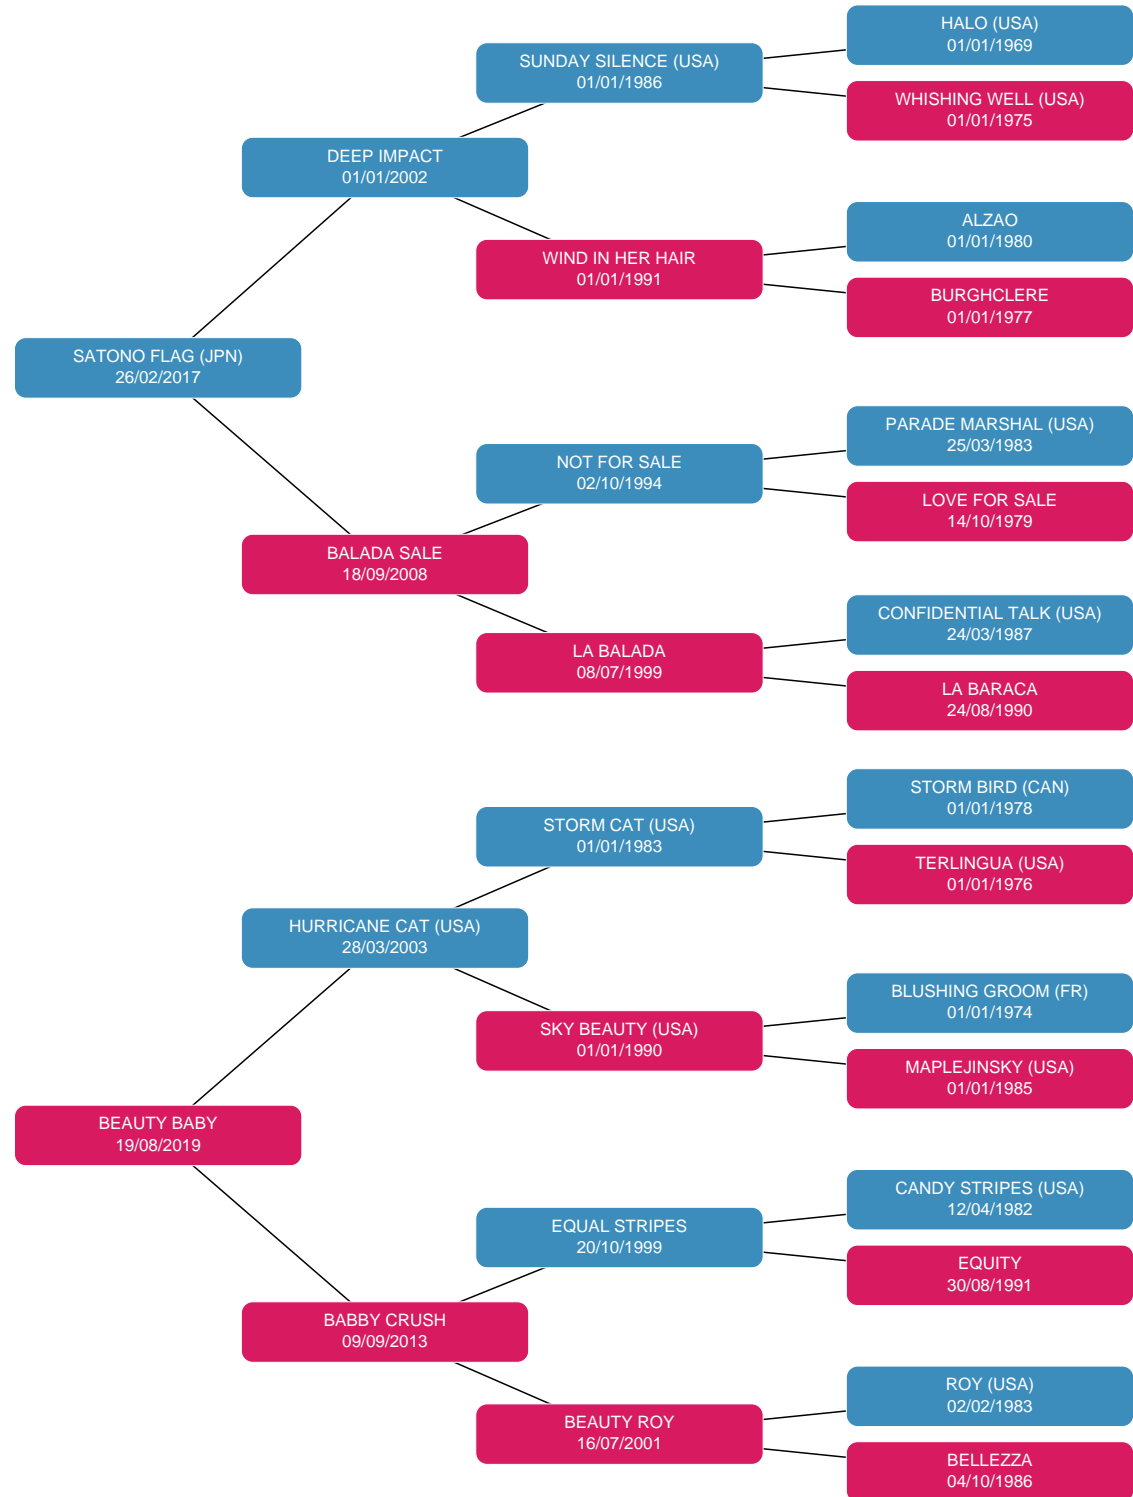 HALO (USA)
01/01/1969
SUNDAY SILENCE (USA)
01/01/1986
WHISHING WELL (USA)
01/01/1975
DEEP IMPACT
01/01/2002
ALZAO
01/01/1980
WIND IN HER HAIR
01/01/1991
BURGHCLERE
01/01/1977
SATONO FLAG (JPN)
26/02/2017
PARADE MARSHAL (USA)
25/03/1983
NOT FOR SALE
02/10/1994
LOVE FOR SALE
14/10/1979
BALADA SALE
18/09/2008
CONFIDENTIAL TALK (USA)
24/03/1987
LA BALADA
08/07/1999
LA BARACA
24/08/1990
STORM BIRD (CAN)
01/01/1978
STORM CAT (USA)
01/01/1983
TERLINGUA (USA)
01/01/1976
HURRICANE CAT (USA)
28/03/2003
BLUSHING GROOM (FR)
01/01/1974
SKY BEAUTY (USA)
01/01/1990
MAPLEJINSKY (USA)
01/01/1985
BEAUTY BABY
19/08/2019
CANDY STRIPES (USA)
12/04/1982
EQUAL STRIPES
20/10/1999
EQUITY
30/08/1991
BABBY CRUSH
09/09/2013
ROY (USA)
02/02/1983
BEAUTY ROY
16/07/2001
BELLEZZA
04/10/1986